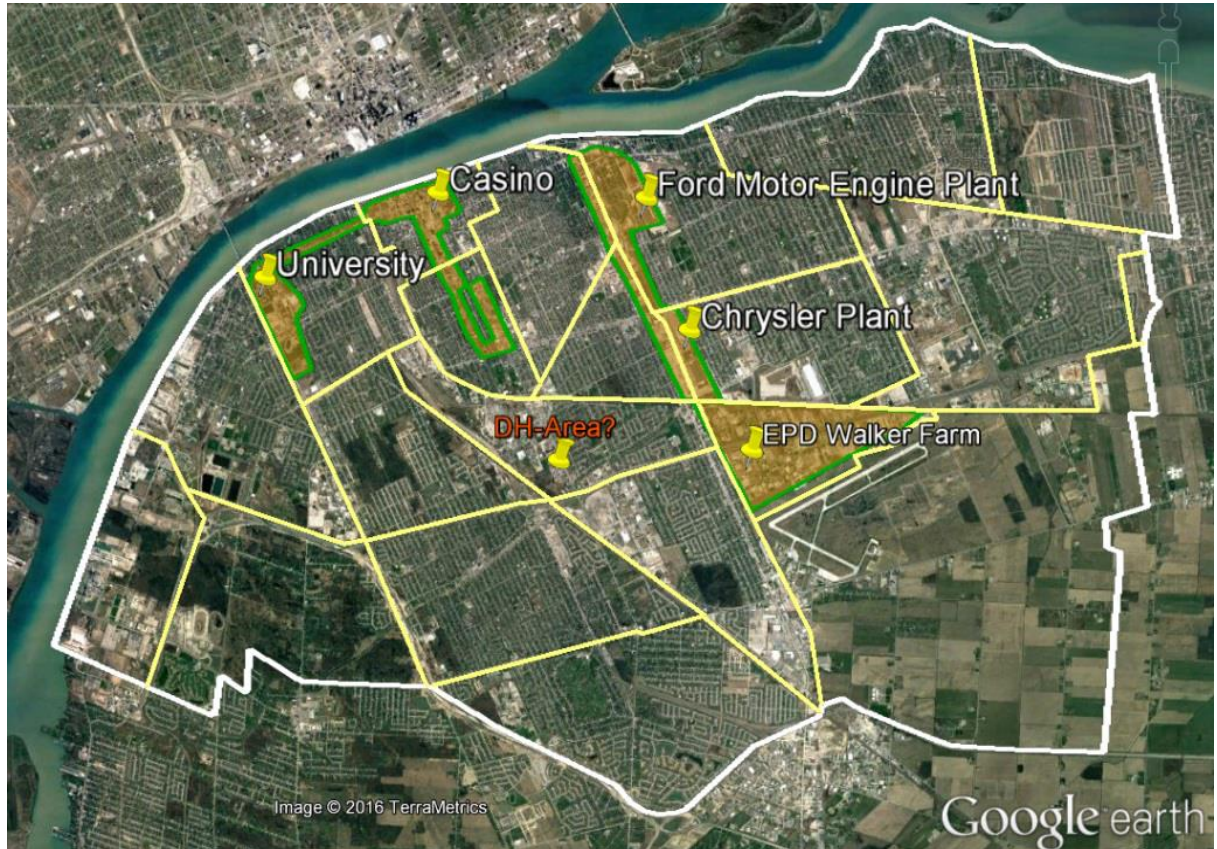 Casino
Ford Motor Engine Plant
University
Chrysler Plant
DH-Area?
EPD Walker Farm
Image © 2016 TerraMetrics
Google earth